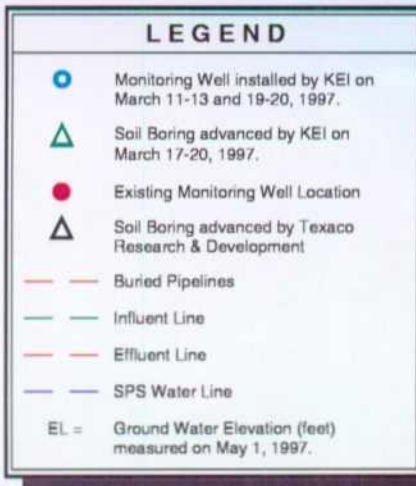 LEGEND
Monitoring Well installed by KEI on
March 11-13 and 19-20, 1997.
Soil Boring advanced by KEI on
March 17-20, 1997.
Existing Monitoring Well Location
Soil Boring advanced by Texaco
Research & Development
Buried Pipelines
Influent Line
Effluent Line
SPS Water Line
EL = Ground Water Elevation (feet)
measured on May 1, 1997.